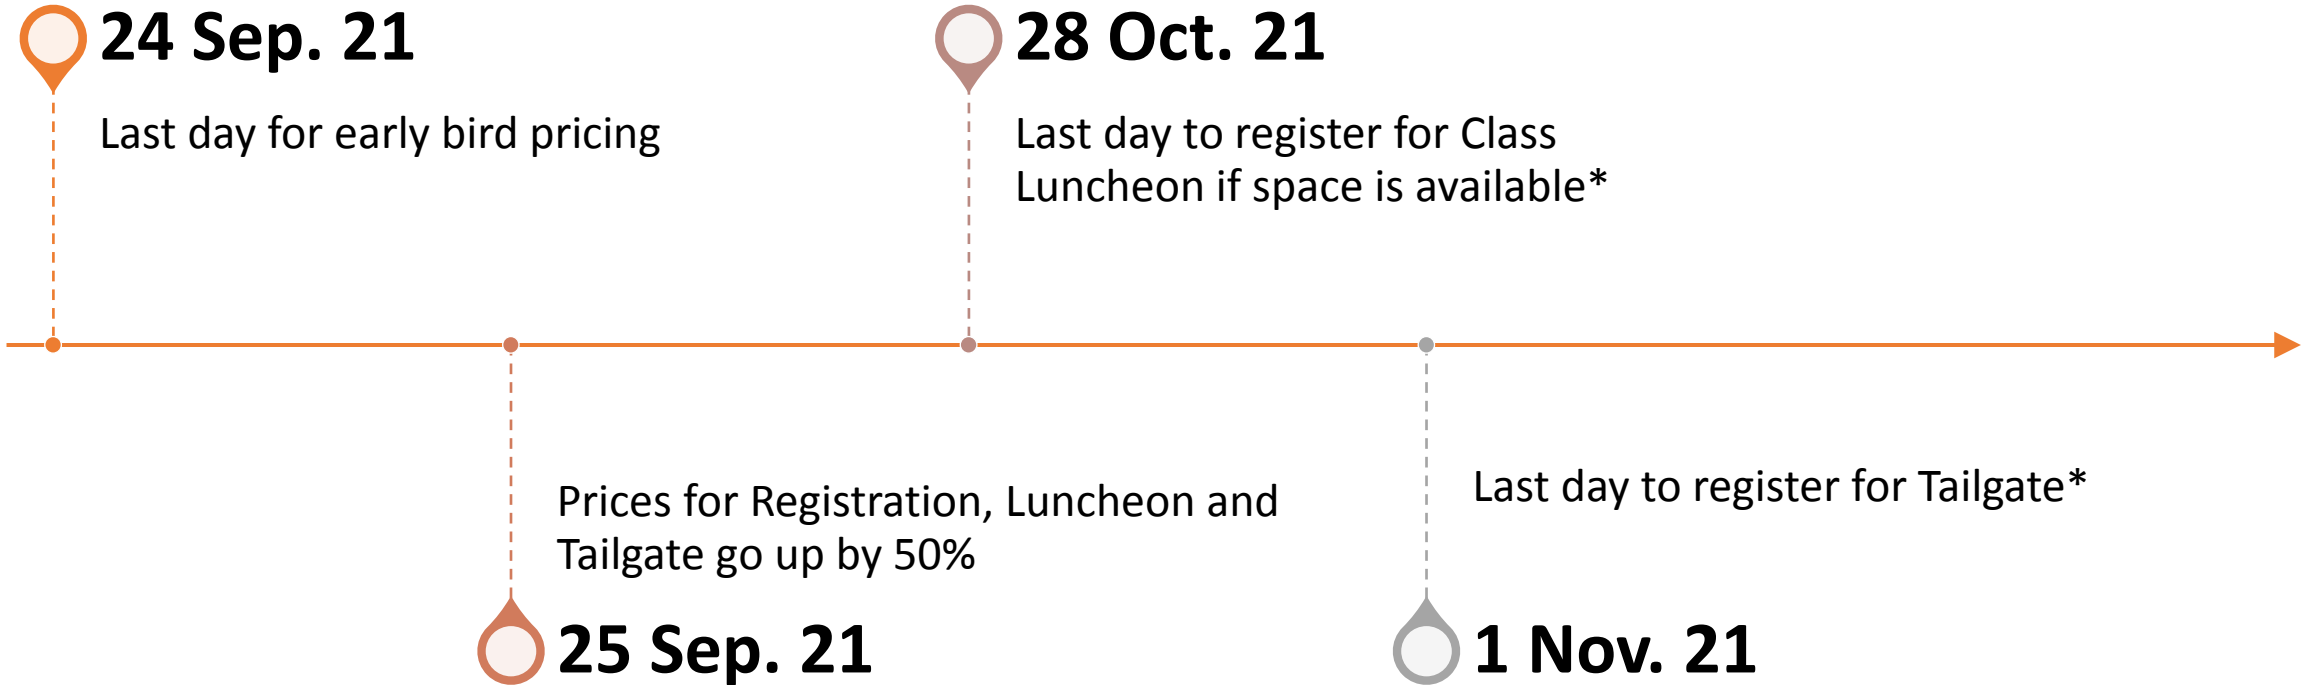 24 Sep. 21
Last day for early bird pricing
28 Oct. 21
Last day to register for Class
Luncheon if space is available*
Prices for Registration, Luncheon and
Tailgate go up by 50%
25 Sep. 21
Last day to register for Tailgate*
1 Nov. 21